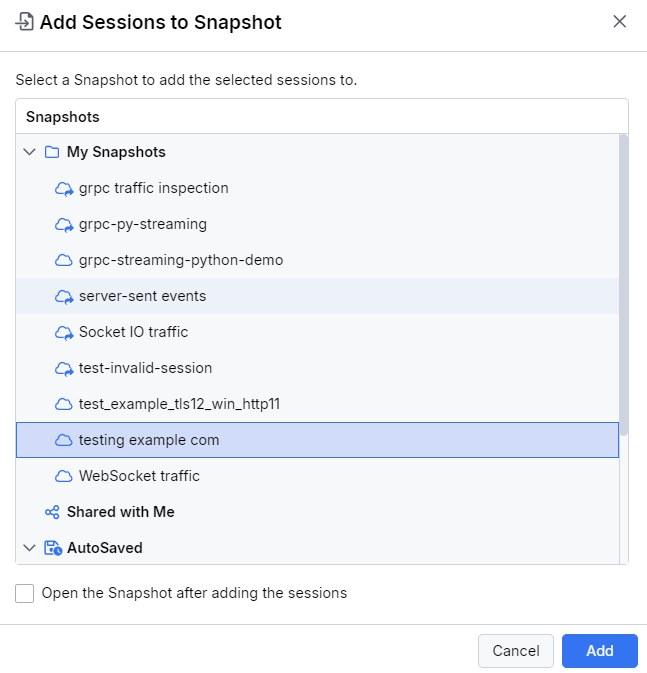 Add Sessions to Snapshot
Select a Snapshot to add the selected sessions to.
Snapshots
My Snapshots
grpc traffic inspection
grpc-py-streaming
grpc-streaming-python-demo
server-sent events
Socket IO traffic
test-invalid-session
test_example_tls12_win_http11
testing example com
WebSocket traffic
Shared with Me
AutoSaved
Open the Snapshot after adding the sessions
Cancel Add